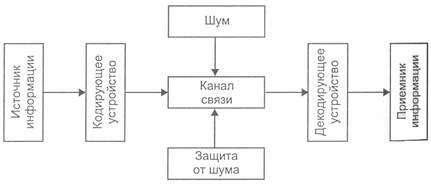 Шум
Источник
информации
Кодирующее
устройство
Канал
связи
Декодирующее
устройство
Приемник
информации
Защита
от шума